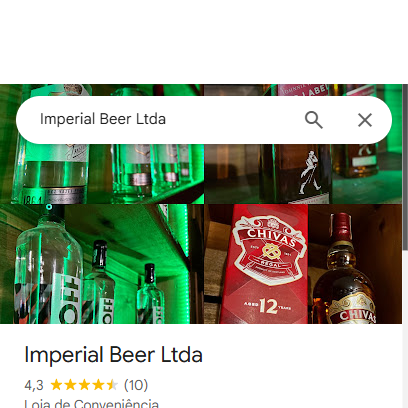 LABEL
Imperial Beer Ltda
OFF
OFF
CHIVAS
REGAL
AGED 12 YEARS
CHIVAS
Imperial Beer Ltda
4,3 (10)
Loja de Conveniência